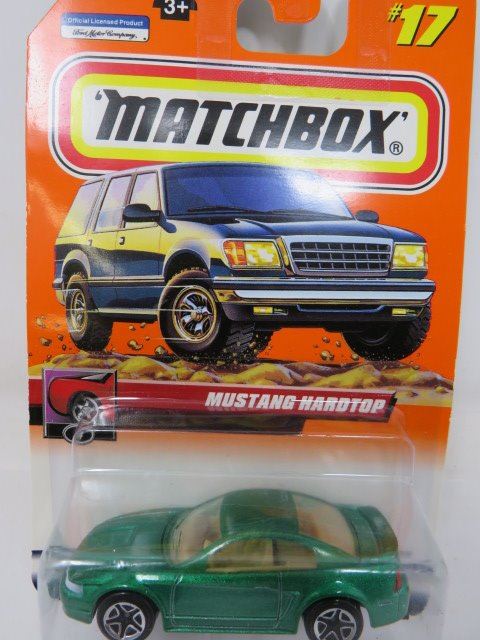 3+
Official Licensed Product
Ford Motor Company
#17
'MATCHBOX'®
MUSTANG HARDTOP